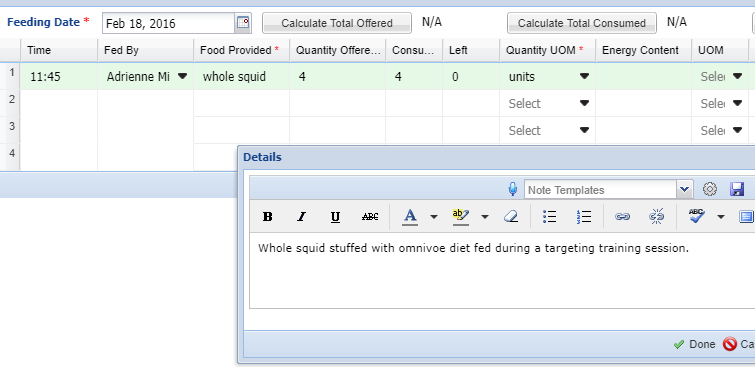 Feeding Date * Feb 18, 2016 Calculate Total Offered N/A Calculate Total Consumed N/A
Time Fed By Food Provided * Quantity Offere... Consu... Left Quantity UOM * Energy Content UOM
1 11:45 Adrienne Mi whole squid 4 4 0 units Selec
2 Select Selec
3 Select Selec
4
Details
Note Templates
B I U ABC A ab ABC
Whole squid stuffed with omnivoe diet fed during a targeting training session.
Done Ca